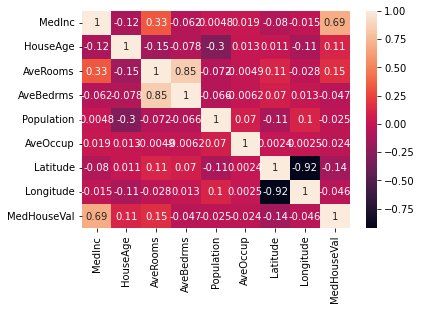 MedInc 1 -0.12 0.33 -0.062 0.0048 0.019 -0.08 -0.015 0.69
HouseAge -0.12 1 -0.15 -0.078 -0.3 0.013 0.011 -0.11 0.11
AveRooms 0.33 -0.15 1 0.85 -0.072 -0.0049 0.11 -0.028 0.15
AveBedrms -0.062 -0.078 0.85 1 -0.066 -0.0062 0.07 0.013 -0.047
Population 0.0048 -0.3 -0.072 -0.066 1 0.07 -0.11 0.1 -0.025
AveOccup 0.019 0.013 -0.0049 -0.0062 0.07 1 0.0024 0.0025 -0.024
Latitude -0.08 0.011 0.11 0.07 -0.11 0.0024 1 -0.92 -0.14
Longitude -0.015 -0.11 -0.028 0.013 0.1 0.0025 -0.92 1 -0.046
MedHouseVal 0.69 0.11 0.15 -0.047 -0.025 -0.024 -0.14 -0.046 1
MedInc
HouseAge
AveRooms
AveBedrms
Population
AveOccup
Latitude
Longitude
MedHouseVal
1.00
0.75
0.50
0.25
0.00
-0.25
-0.50
-0.75